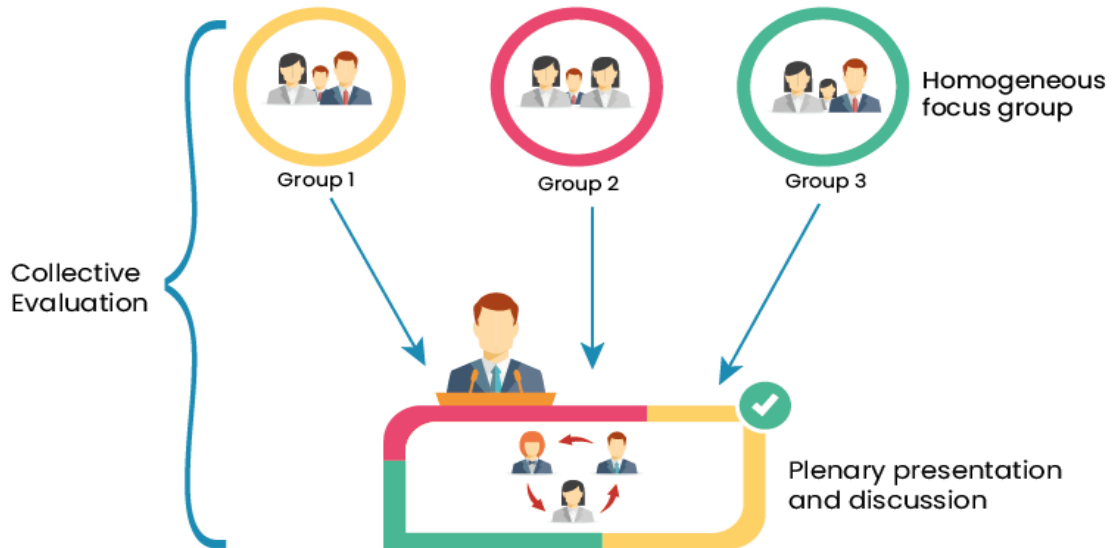 Homogeneous
focus group
Group 1
Group 2
Group 3
Collective
Evaluation
Plenary presentation
and discussion